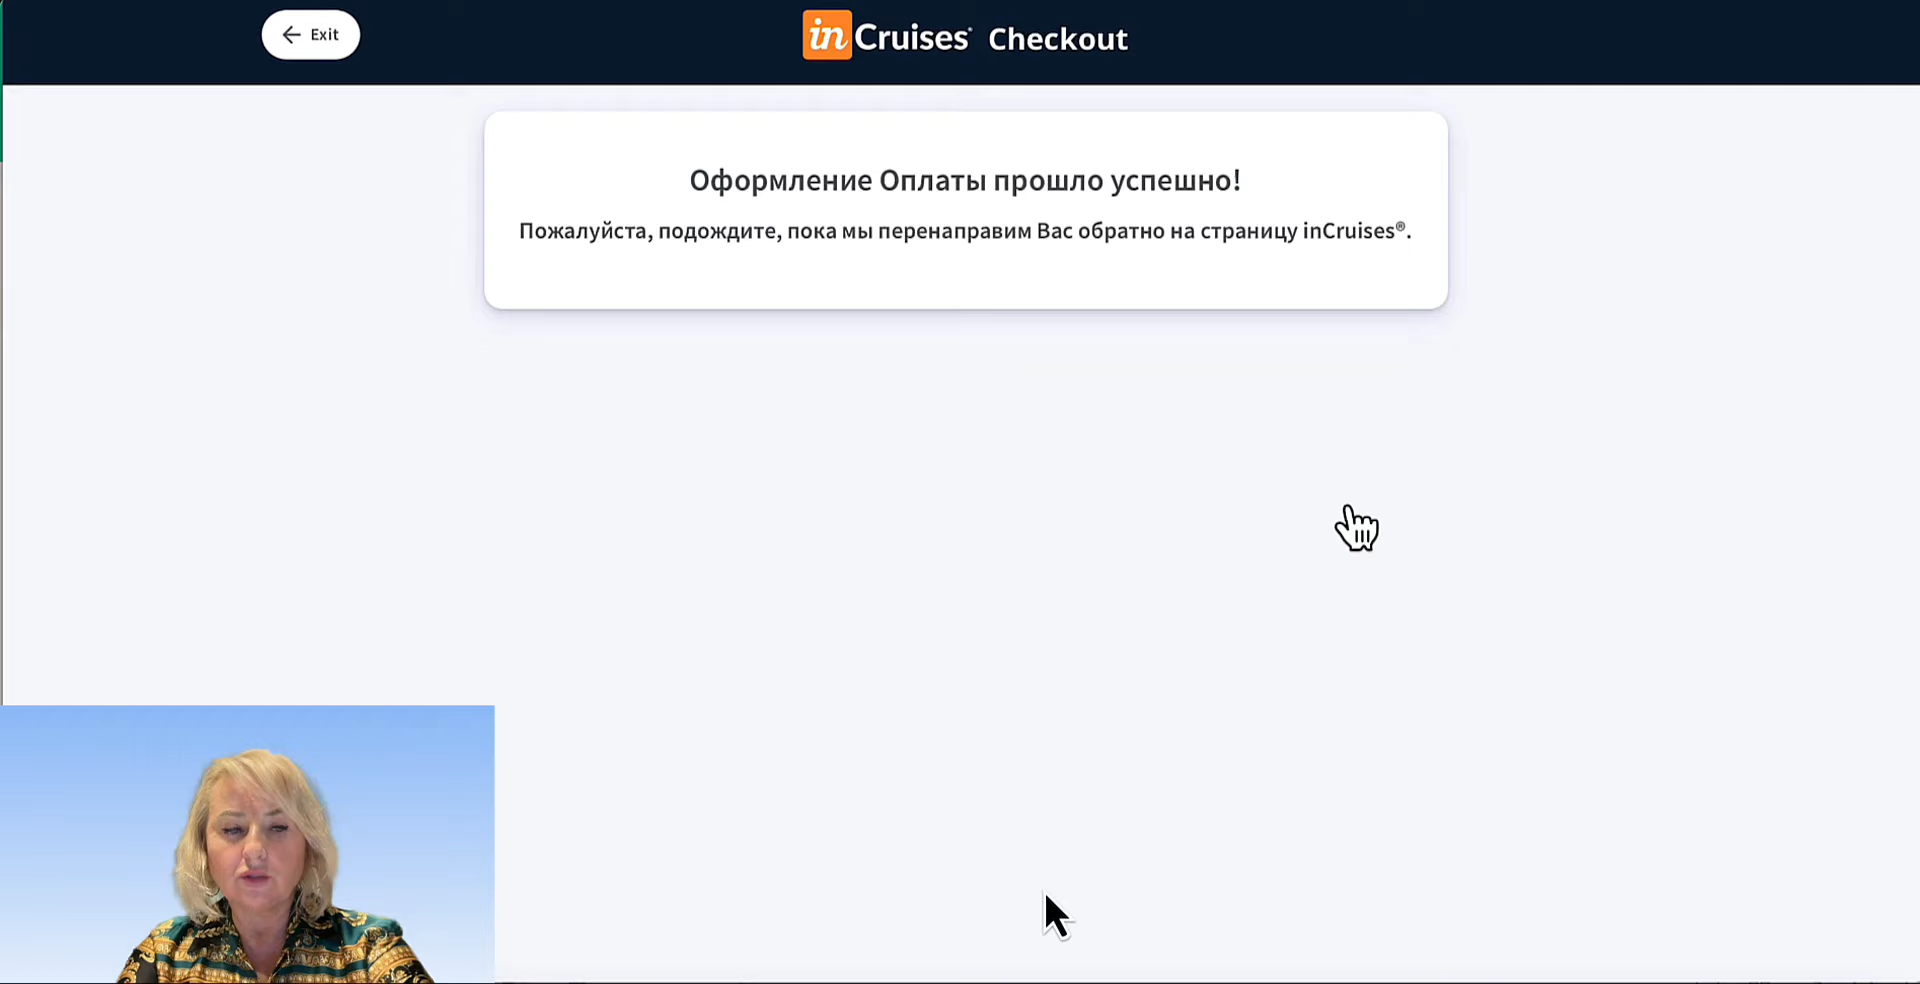 Exit
inCruises® Checkout
Оформление Оплаты прошло успешно!
Пожалуйста, подождите, пока мы перенаправим Вас обратно на страницу inCruises®.